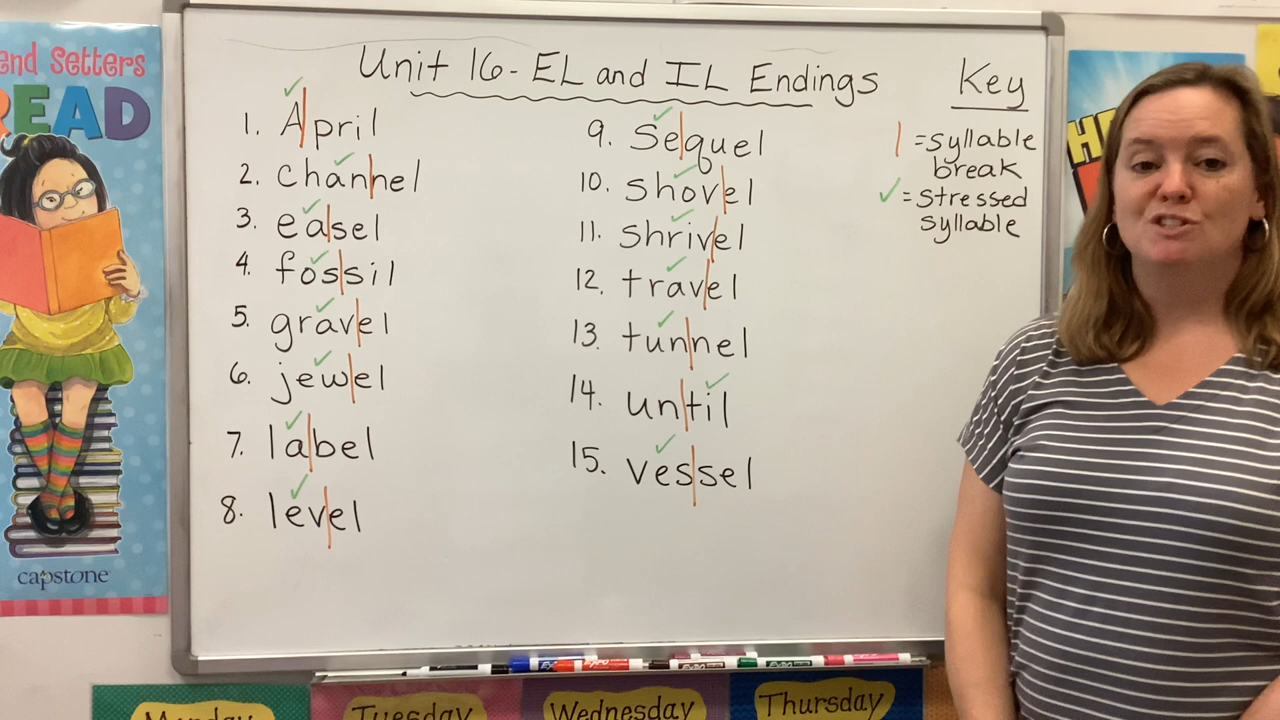 end Setters
READ
capstone
Unit 16 - EL and IL Endings
1. April
2. channel
3. easel
4. fossil
5. gravel
6. jewel
7. label
8. level
9. Sequel
10. shovel
11. shrivel
12. travel
13. tunnel
14. until
15. vessel
Key
| = syllable
break
✓ = stressed
syllable
Monday
Tuesday
Wednesday
Thursday